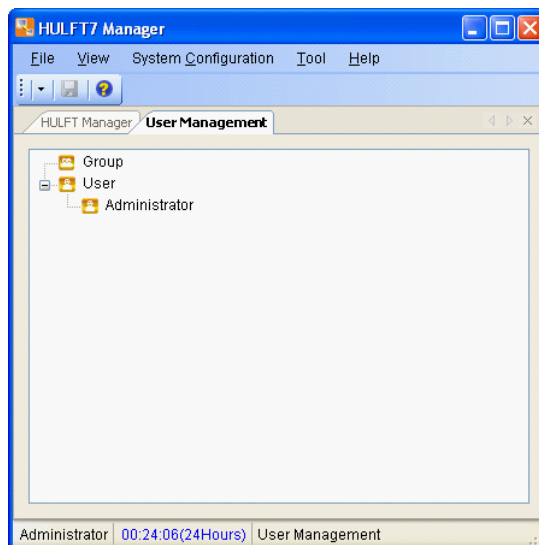 HULFT7 Manager
File View System Configuration Tool Help
HULFT Manager User Management
Group
User
Administrator
Administrator 00:24:06(24Hours) User Management